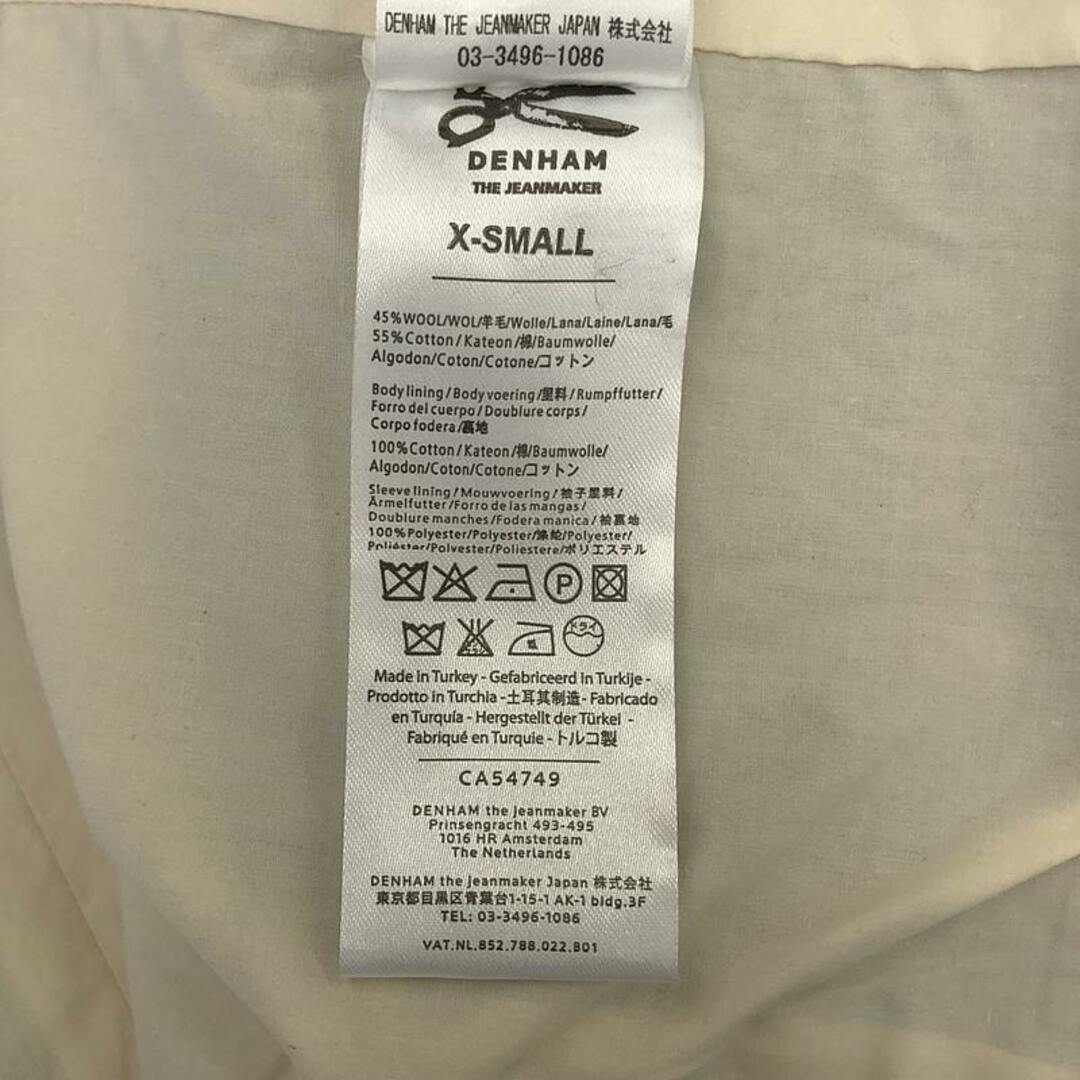 DENHAM THE JEANMAKER JAPAN 株式会社
03-3496-1086
DENHAM
THE JEANMAKER
X-SMALL
45%WOOL/WOL/羊毛/Wolle/Lana/Laine/Lana/毛
55%Cotton/Kateon/棉/Baumwolle/
Algodon/Coton/Cotone/コットン
Body lining/Body voering/里料/Rumpffutter/
Forro del cuerpo/Doublure corps/
Corpo fodera/裏地
100%Cotton/Kateon/棉/Baumwolle/
Algodon/Coton/Cotone/コットン
Sleeve lining/Mouwvoering/袖子里料/
Ärmelfutter/Forro de las mangas/
Doublure manches/Fodera manica/袖裏地
100%Polyester/Polyester/涤纶/Polyester/
Poliéster/Polyester/Poliestere/ポリエステル
P
ドライ
Made in Turkey - Gefabriceerd in Turkije -
Prodotto in Turchia -土耳其制造- Fabricado
en Turquía - Hergestellt der Türkei -
Fabriqué en Turquie - トルコ製
CA54749
DENHAM the jeanmaker BV
Prinsengracht 493-495
1016 HR Amsterdam
The Netherlands
DENHAM the jeanmaker Japan 株式会社
東京都目黒区青葉台1-15-1 AK-1 bldg.3F
TEL: 03-3496-1086
VAT.NL.852.788.022.B01